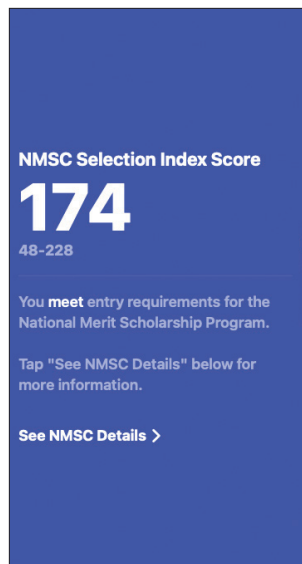 NMSC Selection Index Score
174
48-228
You meet entry requirements for the
National Merit Scholarship Program.
Tap "See NMSC Details" below for
more information.
See NMSC Details >